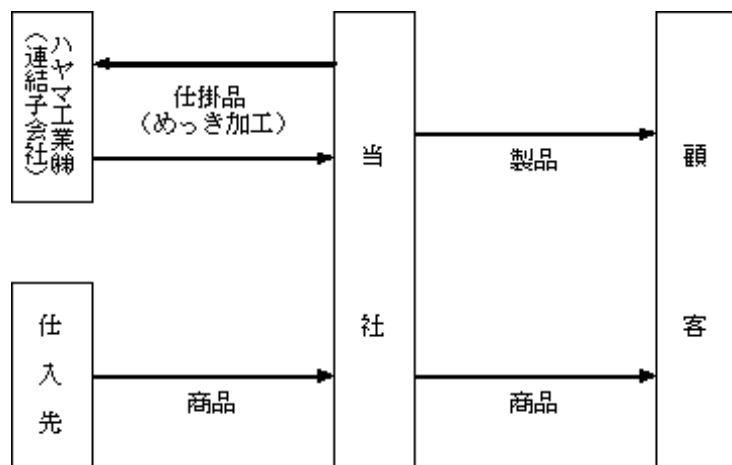 ハヤマ工業㈱
（連結子会社）
仕掛品
（めっき加工）
当社
製品
顧客
仕入先
商品
商品